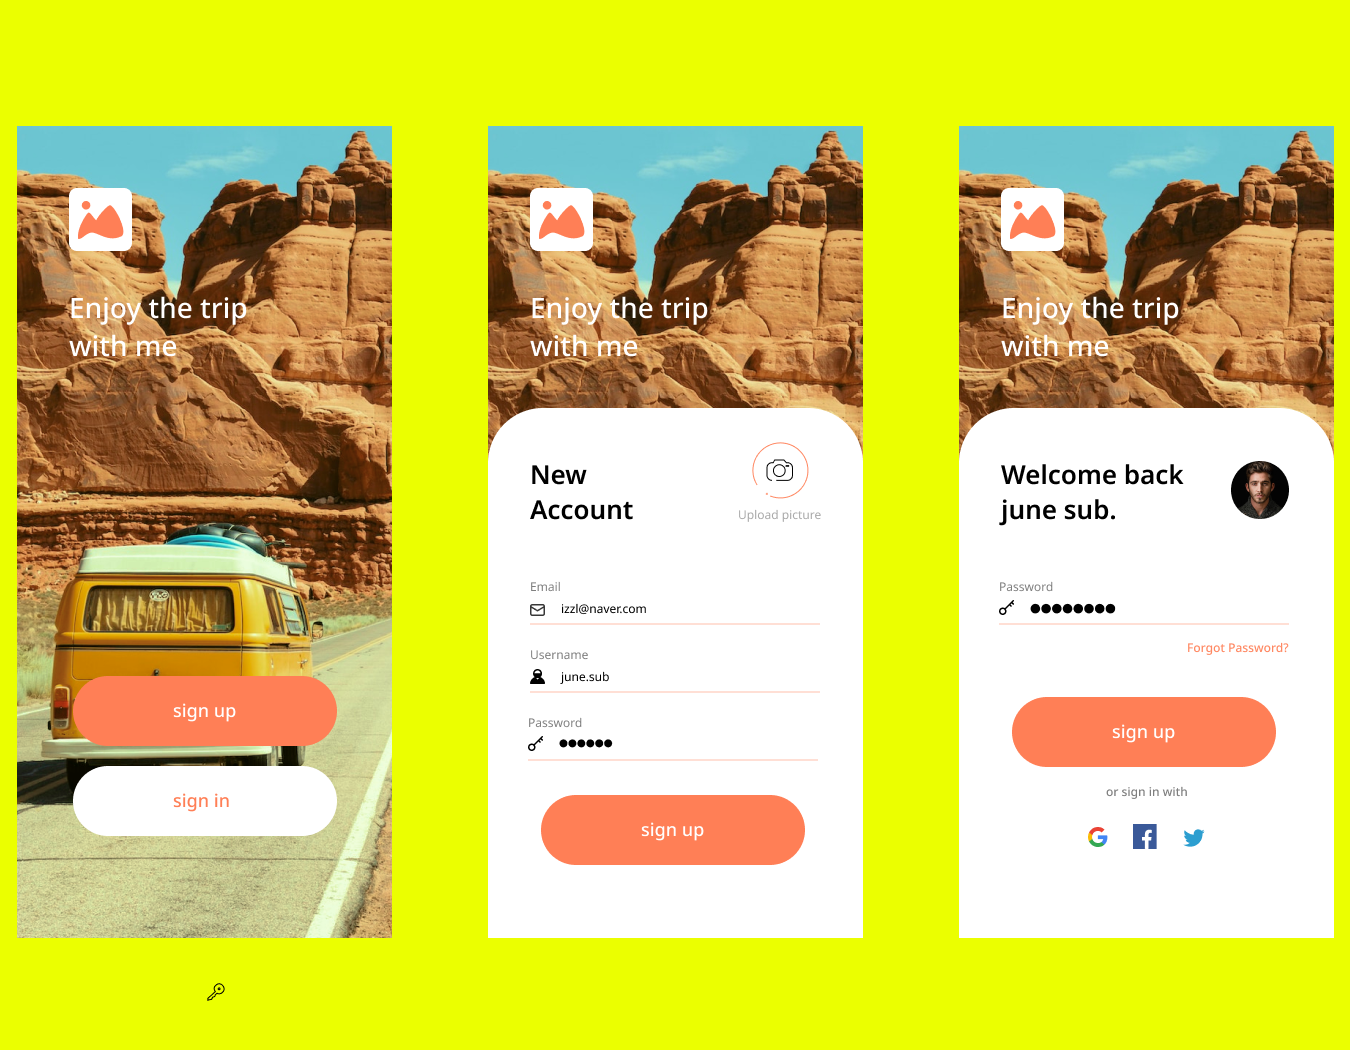 Enjoy the trip
with me
sign up
sign in
Enjoy the trip
with me
New
Account
Upload picture
Email
izzl@naver.com
Username
june.sub
Password
sign up
Enjoy the trip
with me
Welcome back
june sub.
Password
Forgot Password?
sign up
or sign in with